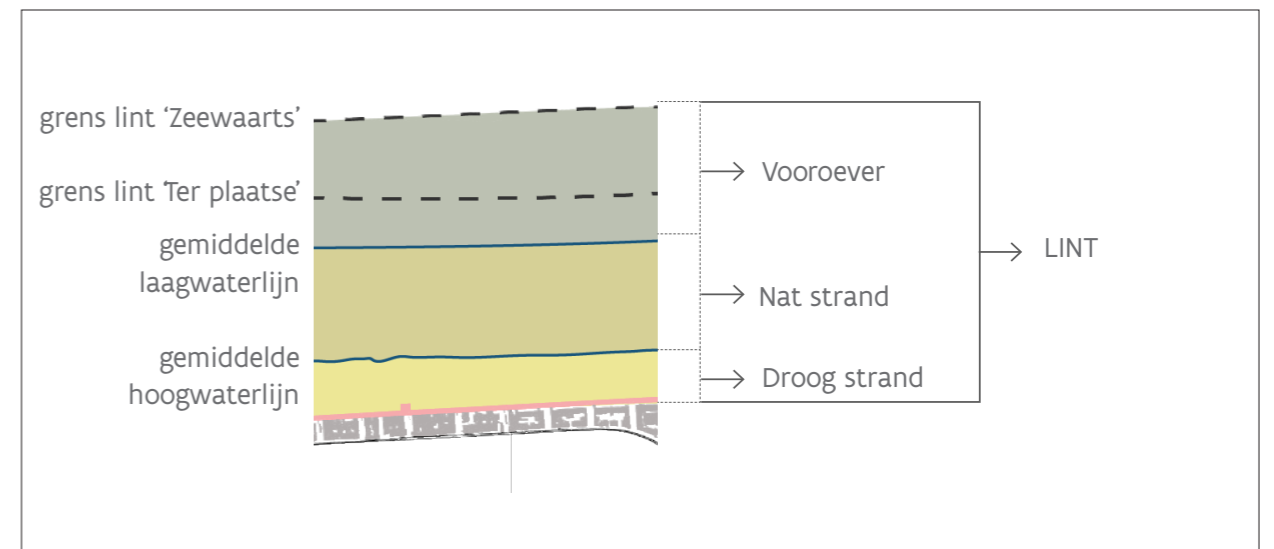 grens lint ‘Zeewaarts’
grens lint ‘Ter plaatse’
gemiddelde
laagwaterlijn
gemiddelde
hoogwaterlijn
Vooroever
Nat strand
Droog strand
LINT